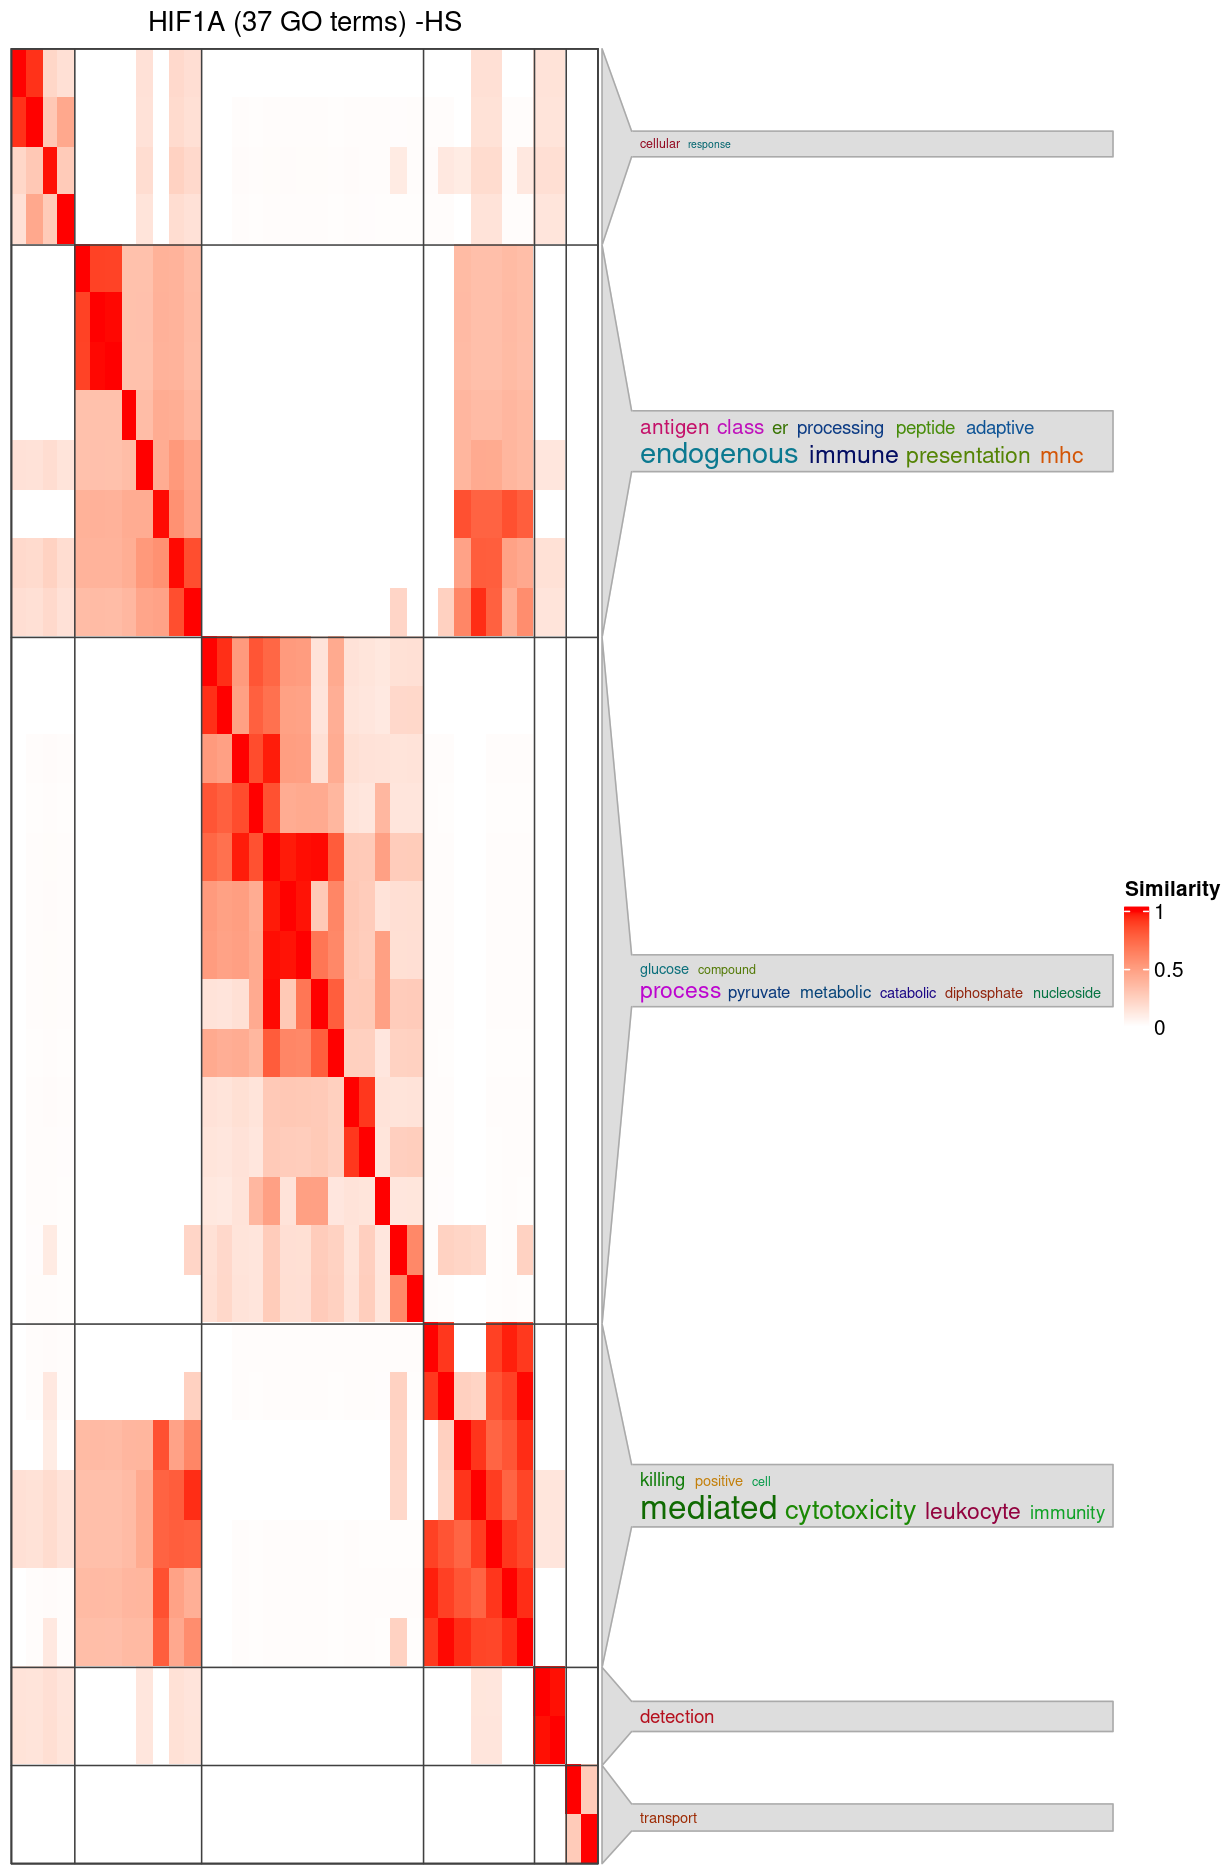 HIF1A (37 GO terms) -HS
cellular response
antigen class er processing peptide adaptive
endogenous immune presentation mhc
glucose compound
process pyruvate metabolic catabolic diphosphate nucleoside
Similarity
1
0.5
0
killing positive cell
mediated cytotoxicity leukocyte immunity
detection
transport